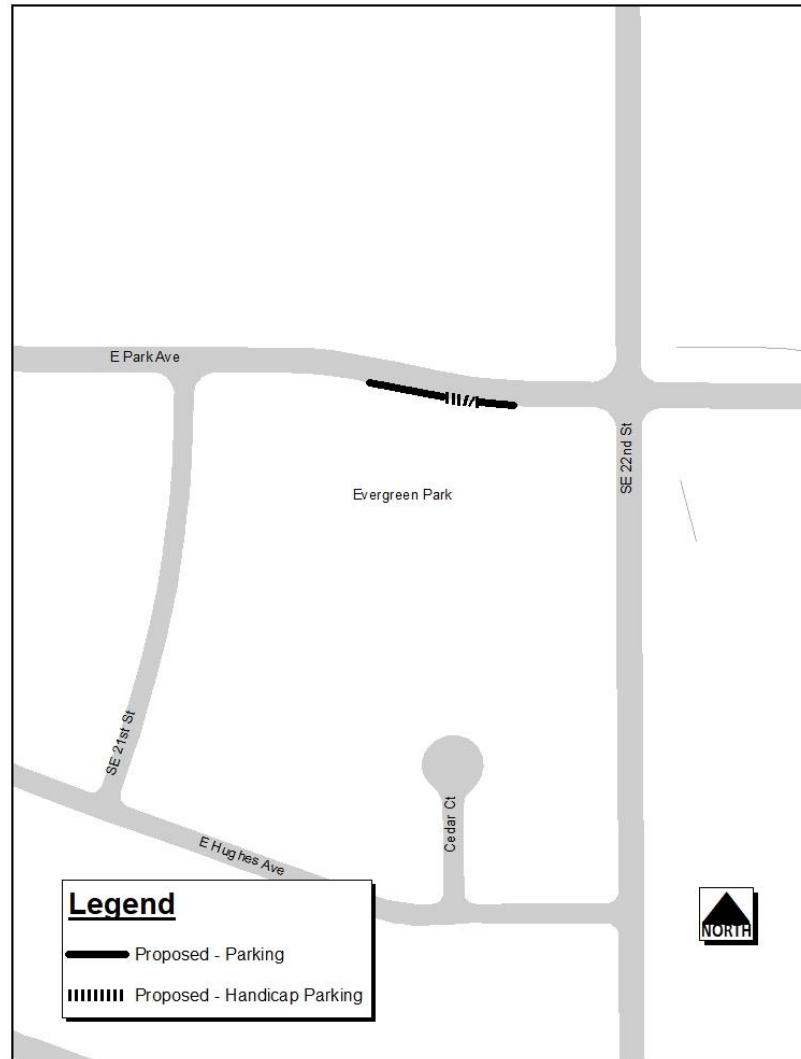 E Park Ave
SE 22nd St
Evergreen Park
SE 21st St
Cedar Ct
E Hughes Ave
Legend
Proposed - Parking
Proposed - Handicap Parking
NORTH